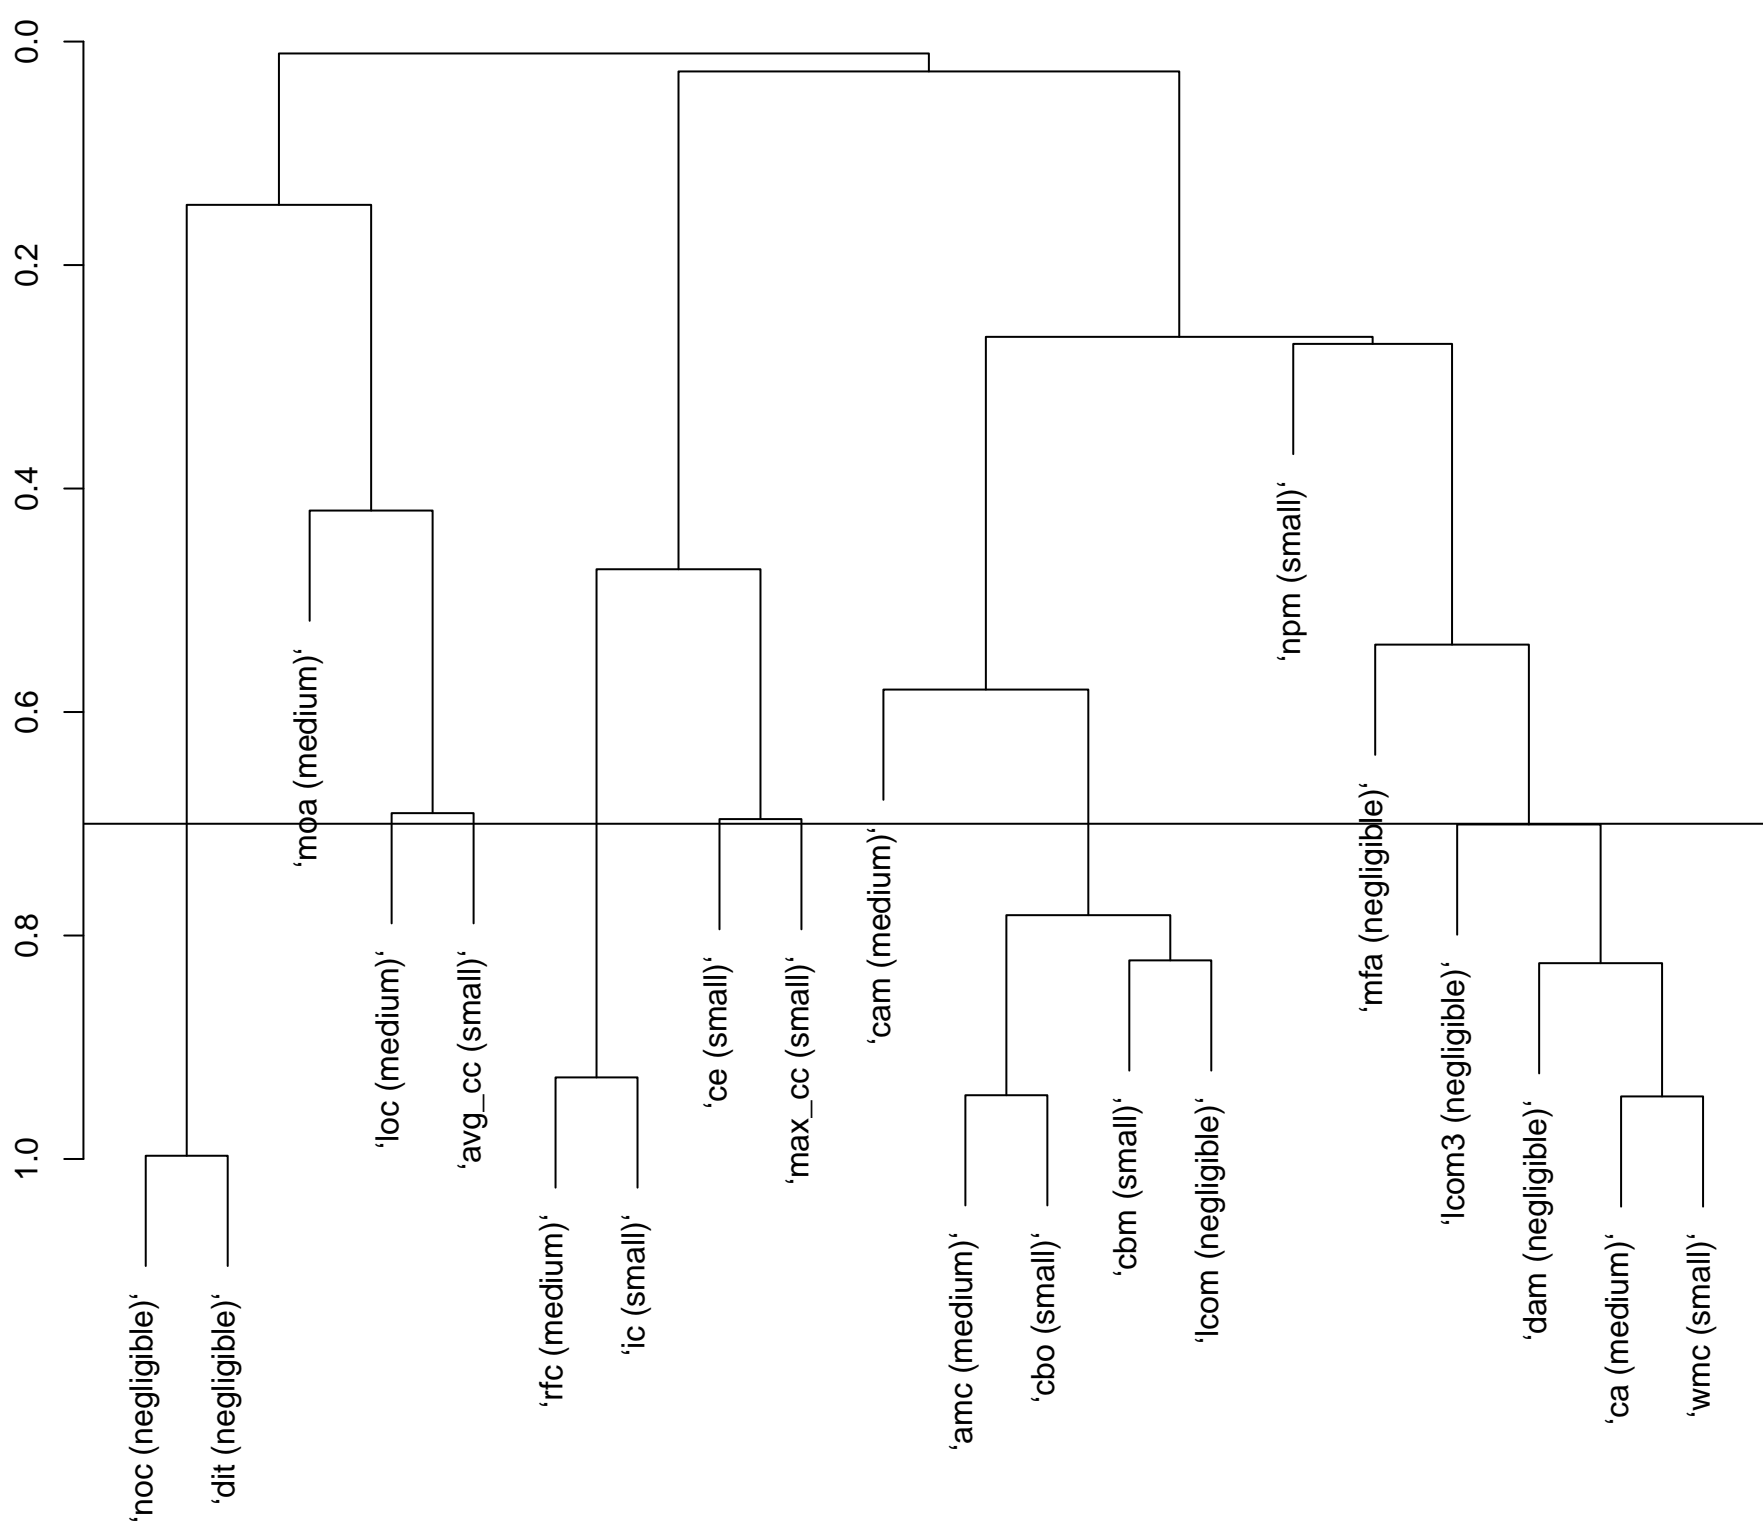 0.0
0.2
0.4
0.6
0.8
1.0
‘noc (negligible)‘
‘dit (negligible)‘
‘moa (medium)‘
‘loc (medium)‘
‘avg_cc (small)‘
‘rfc (medium)‘
‘ic (small)‘
‘ce (small)‘
‘max_cc (small)‘
‘cam (medium)‘
‘amc (medium)‘
‘cbo (small)‘
‘cbm (small)‘
‘lcom (negligible)‘
‘npm (small)‘
‘mfa (negligible)‘
‘lcom3 (negligible)‘
‘dam (negligible)‘
‘ca (medium)‘
‘wmc (small)‘